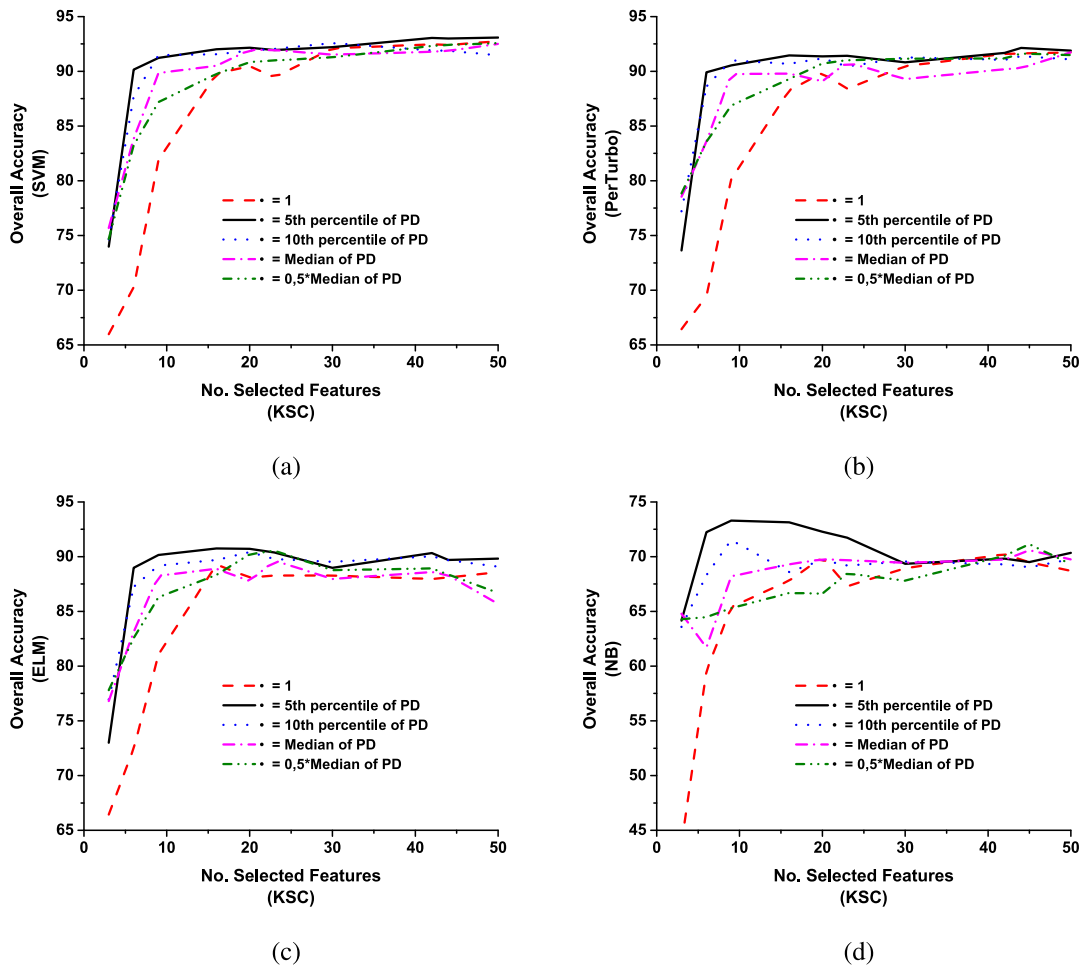 95
90
85
80
75
70
65
0 10 20 30 40 50
Overall Accuracy
(SVM)
• = 1
• = 5th percentile of PD
• = 10th percentile of PD
• = Median of PD
• = 0,5*Median of PD
No. Selected Features
(KSC)
(a)
95
90
85
80
75
70
65
0 10 20 30 40 50
Overall Accuracy
(PerTurbo)
• = 1
• = 5th percentile of PD
• = 10th percentile of PD
• = Median of PD
• = 0,5*Median of PD
No. Selected Features
(KSC)
(b)
95
90
85
80
75
70
65
0 10 20 30 40 50
Overall Accuracy
(ELM)
• = 1
• = 5th percentile of PD
• = 10th percentile of PD
• = Median of PD
• = 0,5*Median of PD
No. Selected Features
(KSC)
(c)
75
70
65
60
55
50
45
0 10 20 30 40 50
Overall Accuracy
(NB)
• = 1
• = 5th percentile of PD
• = 10th percentile of PD
• = Median of PD
• = 0,5*Median of PD
No. Selected Features
(KSC)
(d)